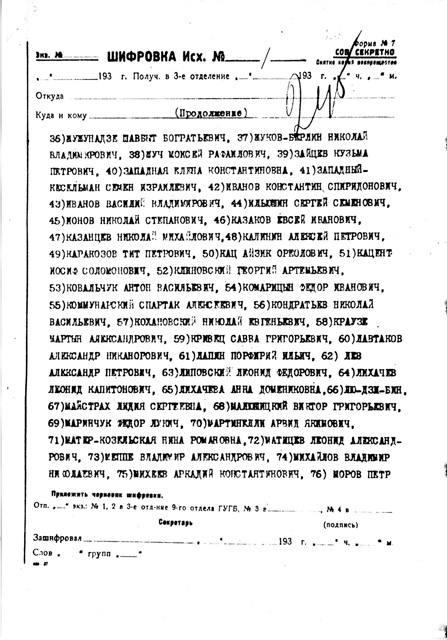 Форма № 7
Экз. № ШИФРОВКА Исх. № СОВ. СЕКРЕТНО
Снятие копий воспрещается
„ “ 193 г. Получ. в 3-е отделение „ “ 193 г. „ “ ч. „ “ м.
Откуда
Куда и кому (Продолжение)
36)ЖУЖУНАДЗЕ ШАВБЫТ БОГРАТЬЕВИЧ, 37)ЖУКОВ-БЕРЛИН НИКОЛАЙ
ВЛАДИМИРОВИЧ, 38)ЖУЧ МОИСЕЙ РАФАИЛОВИЧ, 39)ЗАЙЦЕВ КУЗЬМА
ПЕТРОВИЧ, 40)ЗАПАДНАЯ ЕЛЕНА КОНСТАНТИНОВНА, 41)ЗАПАДНЫЙ-
КЕСЕЛЬМАН СЕМЕН ИЗРАИЛЕВИЧ, 42)ИВАНОВ КОНСТАНТИН СПИРИДОНОВИЧ,
43)ИВАНОВ ВАСИЛИЙ ВЛАДИМИРОВИЧ, 44)ИЛЬЮШИН СЕРГЕЙ СЕМЕНОВИЧ,
45)ИОНОВ НИКОЛАЙ СТЕПАНОВИЧ, 46)КАЗАКОВ ЕВСЕЙ ИВАНОВИЧ,
47)КАЗАНЦЕВ НИКОЛАЙ МИХАЙЛОВИЧ,48)КАЛИНИН АЛЕКСЕЙ ПЕТРОВИЧ,
49)КАРАКОЗОВ ТИТ ПЕТРОВИЧ, 50)КАЦ АЙЗИК ОРКОЛОВИЧ, 51)КАЦЕНТ
ИОСИФ СОЛОМОНОВИЧ, 52)КЛИНОВСКИЙ ГЕОРГИЙ АРТЕМЬЕВИЧ,
53)КОВАЛЬЧУК АНТОН ВАСИЛЬЕВИЧ, 54)КОМАРИЦЫН ФЕДОР ИВАНОВИЧ,
55)КОММУНАРСКИЙ СПАРТАК АЛЕКСЕЕВИЧ, 56)КОНДРАТЬЕВ НИКОЛАЙ
ВАСИЛЬЕВИЧ, 57)КОХАНОВСКИЙ НИКОЛАЙ ЕВГЕНЬЕВИЧ, 58)КРАУЗЕ
МАРТЫН АЛЕКСАНДРОВИЧ, 59)КРИВЕЦ САВВА ГРИГОРЬЕВИЧ, 60)ЛАВТАКОВ
АЛЕКСАНДР НИКАНОРОВИЧ, 61)ЛАПИН ПОРФИРИЙ ИЛЬИЧ, 62)ЛЕВ
АЛЕКСАНДР ПЕТРОВИЧ, 63)ЛИПОВСКИЙ ЛЕОНИД ФЕДОРОВИЧ, 64)ЛИХАЧЕВ
ЛЕОНИД КАПИТОНОВИЧ, 65)ЛИХАЧЕВА АННА ДОМЕНИКОВНА,66)ЛЮ-ДЗИ-БИН,
67)МАЙСТРАХ ЛИДИЯ СЕРГЕЕВНА, 68)МАЛИНИЦКИЙ ВИКТОР ГРИГОРЬЕВИЧ,
69)МАРИНЧУК ФЕДОР ЛУКИЧ, 70)МАРТИНКЕЛЛИ АРВИД ЯКИМОВИЧ,
71)МАТЕР-КОЗЕЛЬСКАЯ НИНА РОМАНОВНА,72)МАТИЦЕВ ЛЕОНИД АЛЕКСАНД-
РОВИЧ, 73)МЕППЕ ВЛАДИМИР АЛЕКСАНДРОВИЧ, 74)МИХАЙЛОВ ВЛАДИМИР
НИКОЛАЕВИЧ, 75)МИХЕЕВ АРКАДИЙ КОНСТАНТИНОВИЧ, 76) МОРОВ ПЕТР
Приложить черновик шифровки.
Отп. „ “ экз.: № 1, 2 в 3-е отд-ние 9-го отдела ГУГБ, № 3 в , № 4 в
Секретарь (подпись)
Зашифровал 193 г. „ “ ч. „ “ м
Слов „ “ групп „ “